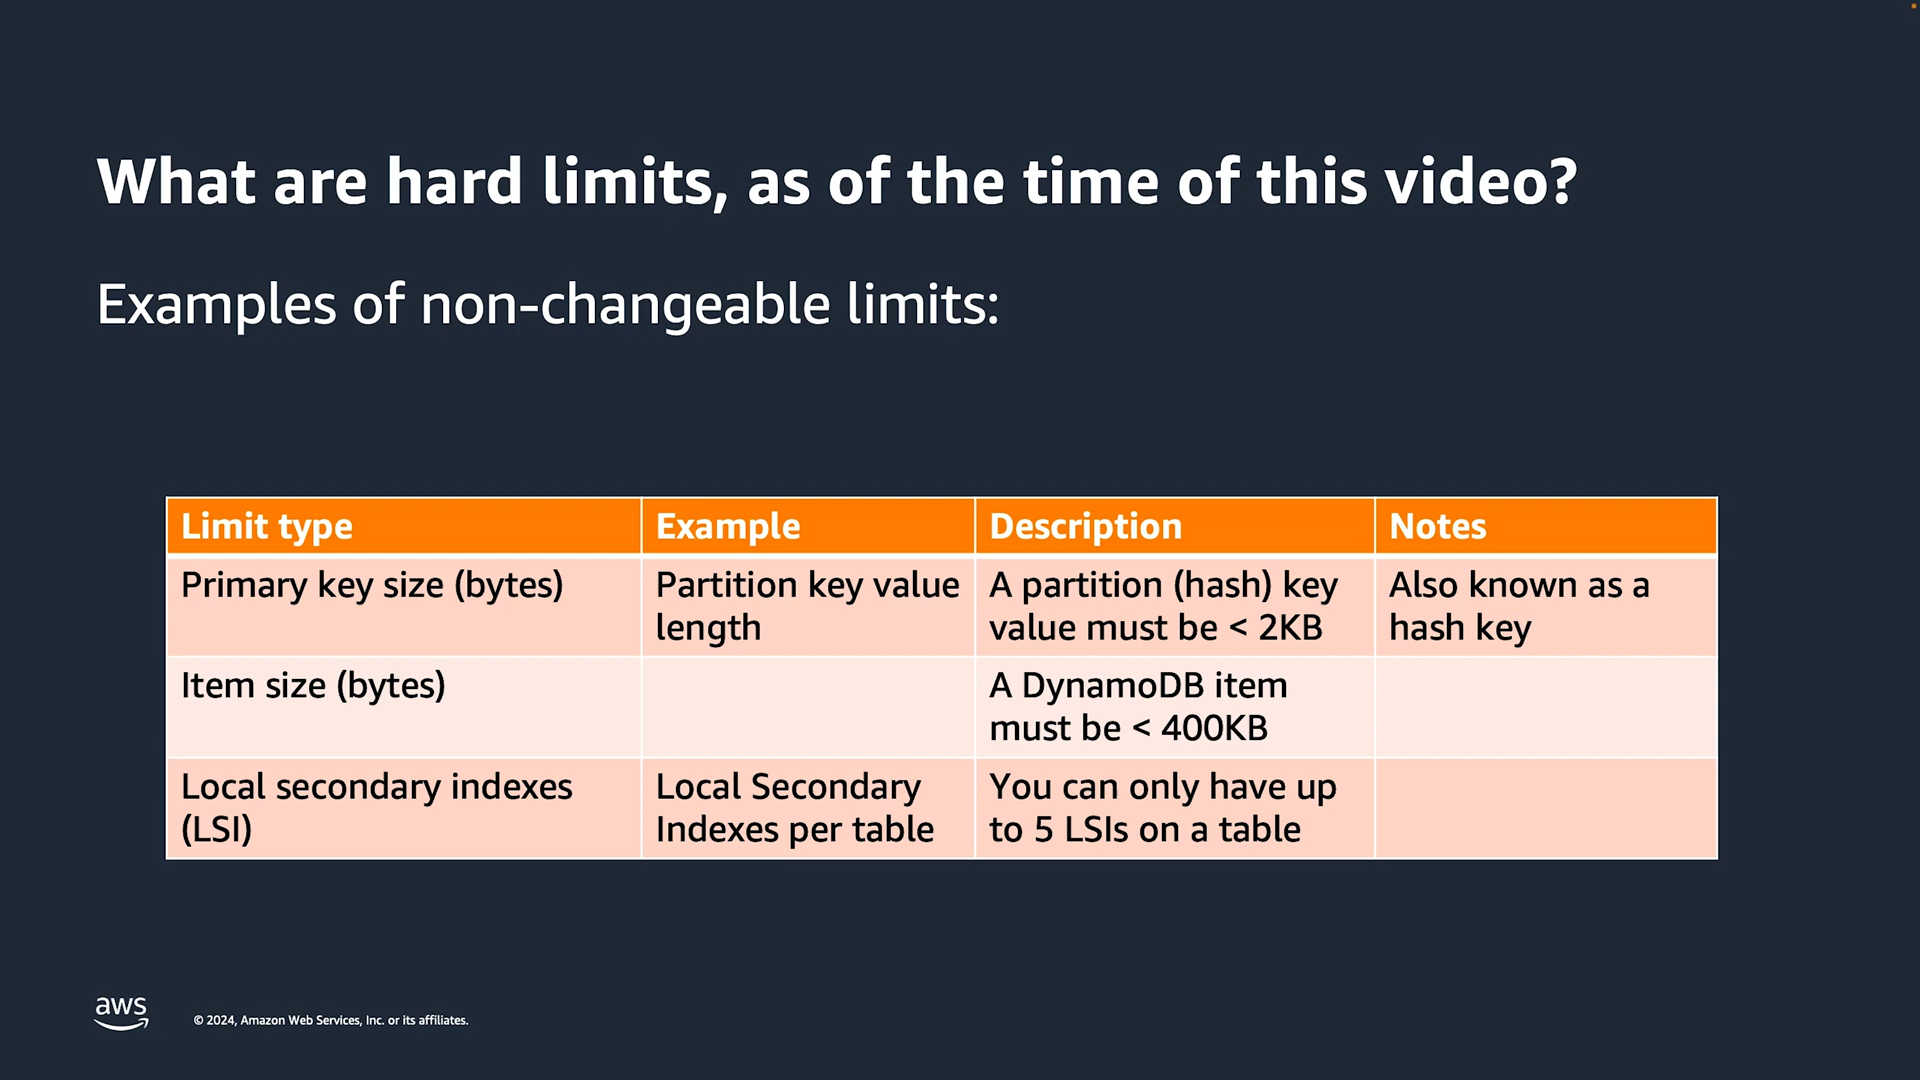 What are hard limits, as of the time of this video?
Examples of non-changeable limits:
Limit type
Example
Description
Notes
Primary key size (bytes)
Partition key value
length
A partition (hash) key
value must be < 2KB
Also known as a
hash key
Item size (bytes)
A DynamoDB item
must be < 400KB
Local secondary indexes
(LSI)
Local Secondary
Indexes per table
You can only have up
to 5 LSIs on a table
aws
© 2024, Amazon Web Services, Inc. or its affiliates.